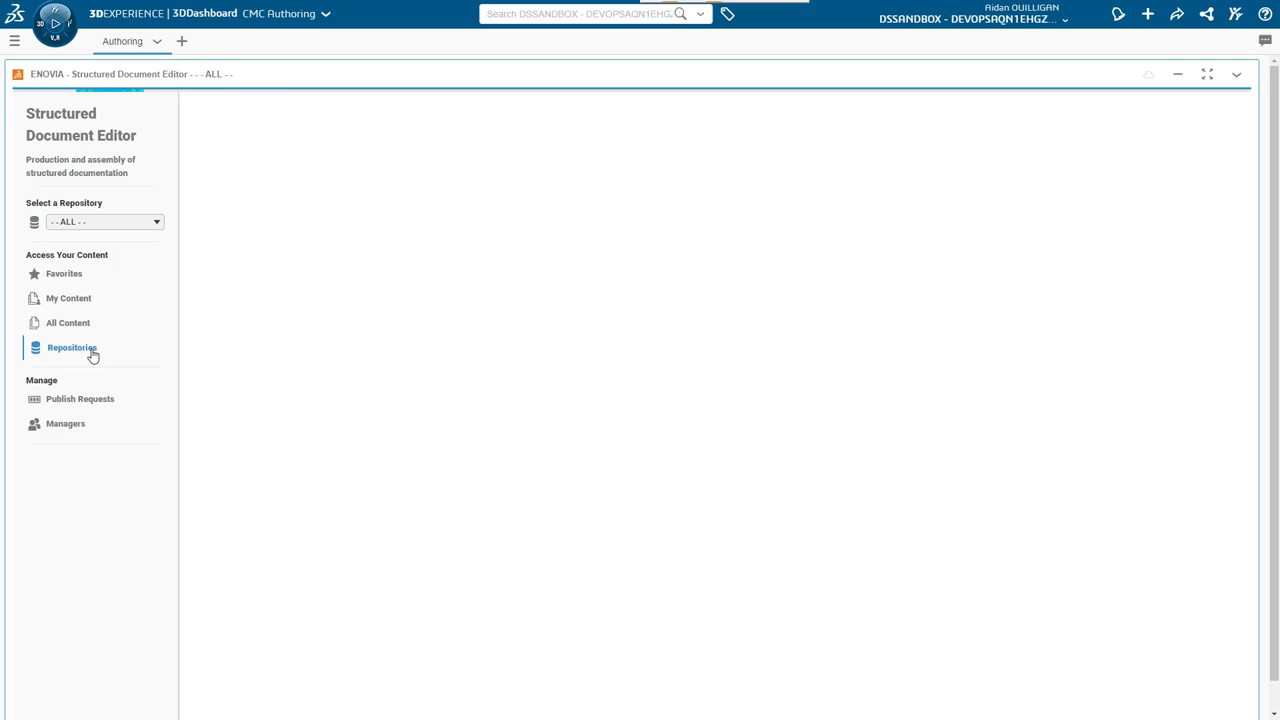 3DEXPERIENCE | 3DDashboard CMC Authoring
Search DSSANDBOX - DEVOPSAQN1EHGZ
Aidan OUILLIGAN
DSSANDBOX - DEVOPSAQN1EHGZ...
3D
V.R
Authoring
ENOVIA - Structured Document Editor - - - ALL - -
Structured
Document Editor
Production and assembly of
structured documentation
Select a Repository
- - ALL - -
Access Your Content
Favorites
My Content
All Content
Repositories
Manage
Publish Requests
Managers